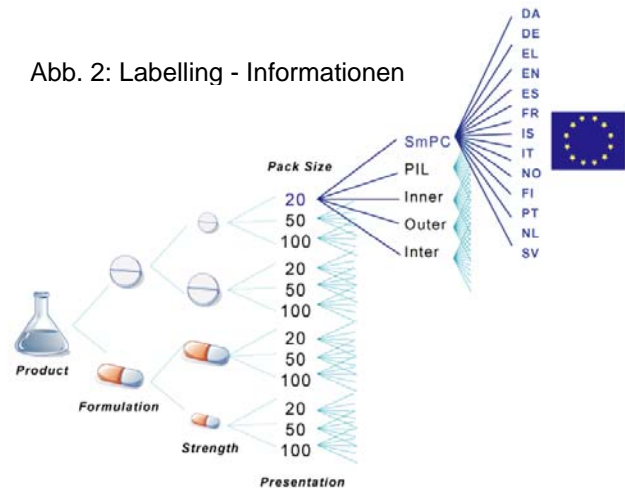 Abb. 2: Labelling - Informationen
DA
DE
EL
EN
ES
FR
IS
IT
NO
FI
PT
NL
SV
SmPC
PIL
Inner
Outer
Inter
Pack Size
20
50
100
20
50
100
20
50
100
20
50
100
Product
Formulation
Strength
Presentation